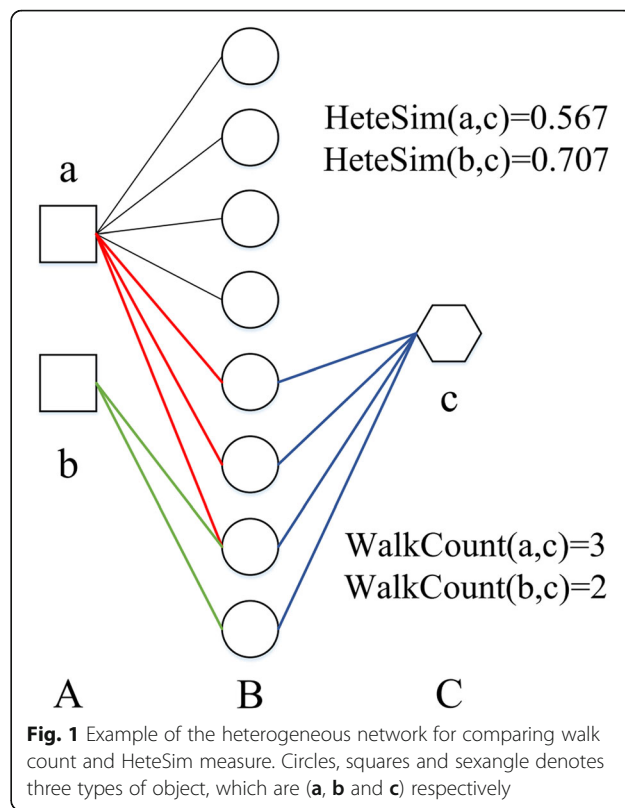 HeteSim(a,c)=0.567
HeteSim(b,c)=0.707
a
b
c
WalkCount(a,c)=3
WalkCount(b,c)=2
A B C
Fig. 1 Example of the heterogeneous network for comparing walk
count and HeteSim measure. Circles, squares and sexangle denotes
three types of object, which are (a, b and c) respectively